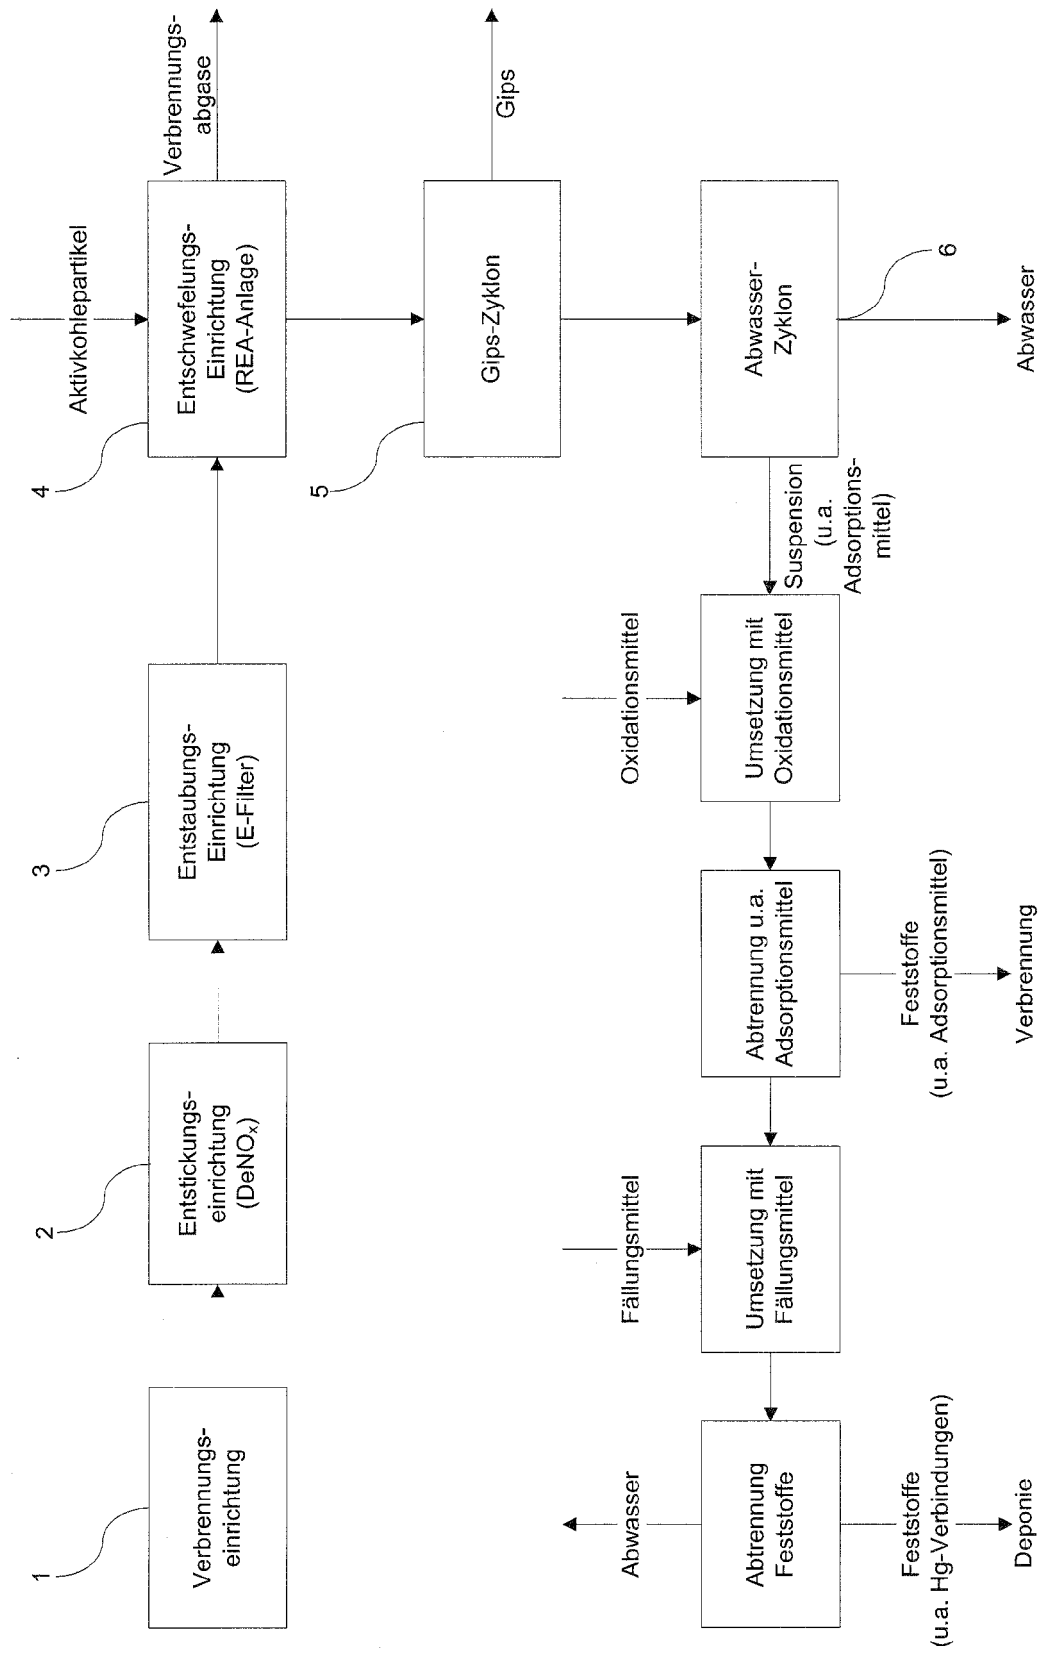 Aktivkohlepartikel
1
Verbrennungs-
einrichtung
2
Entstickungs-
einrichtung
(DeNOₓ)
3
Entstaubungs-
Einrichtung
(E-Filter)
4
Entschwefelungs-
Einrichtung
(REA-Anlage)
Verbrennungs-
abgase
5
Gips-Zyklon
Gips
Abwasser-
Zyklon
6
Abwasser
Suspension
(u.a.
Adsorptions-
mittel)
Oxidationsmittel
Umsetzung mit
Oxidationsmittel
Abtrennung u.a.
Adsorptionsmittel
Feststoffe
(u.a. Adsorptionsmittel)
Verbrennung
Fällungsmittel
Umsetzung mit
Fällungsmittel
Abwasser
Abtrennung
Feststoffe
Feststoffe
(u.a. Hg-Verbindungen)
Deponie